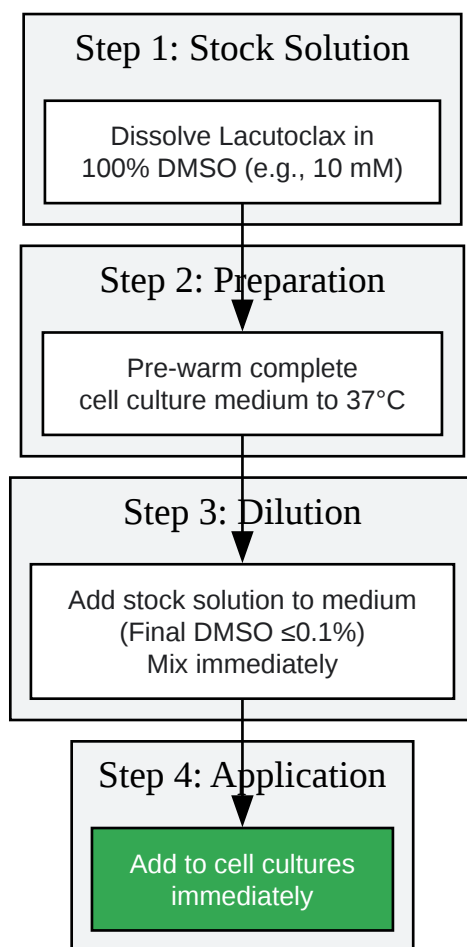 Step 1: Stock Solution
Dissolve Lacutoclax in
100% DMSO (e.g., 10 mM)
Step 2: Preparation
Pre-warm complete
cell culture medium to 37°C
Step 3: Dilution
Add stock solution to medium
(Final DMSO ≤0.1%)
Mix immediately
Step 4: Application
Add to cell cultures
immediately